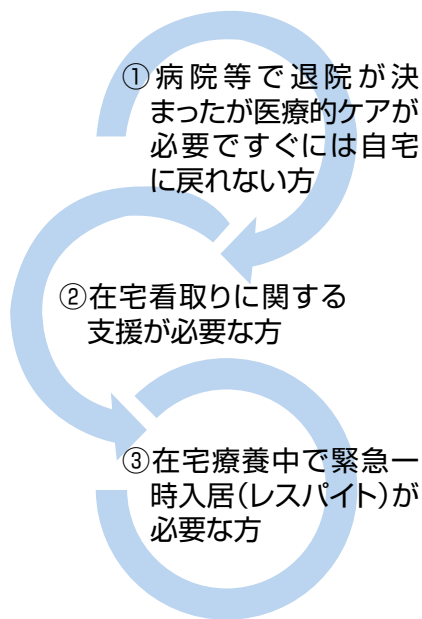 ①病院等で退院が決
まったが医療的ケアが
必要ですぐには自宅
に戻れない方
②在宅看取りに関する
支援が必要な方
③在宅療養中で緊急一
時入居(レスパイト)が
必要な方